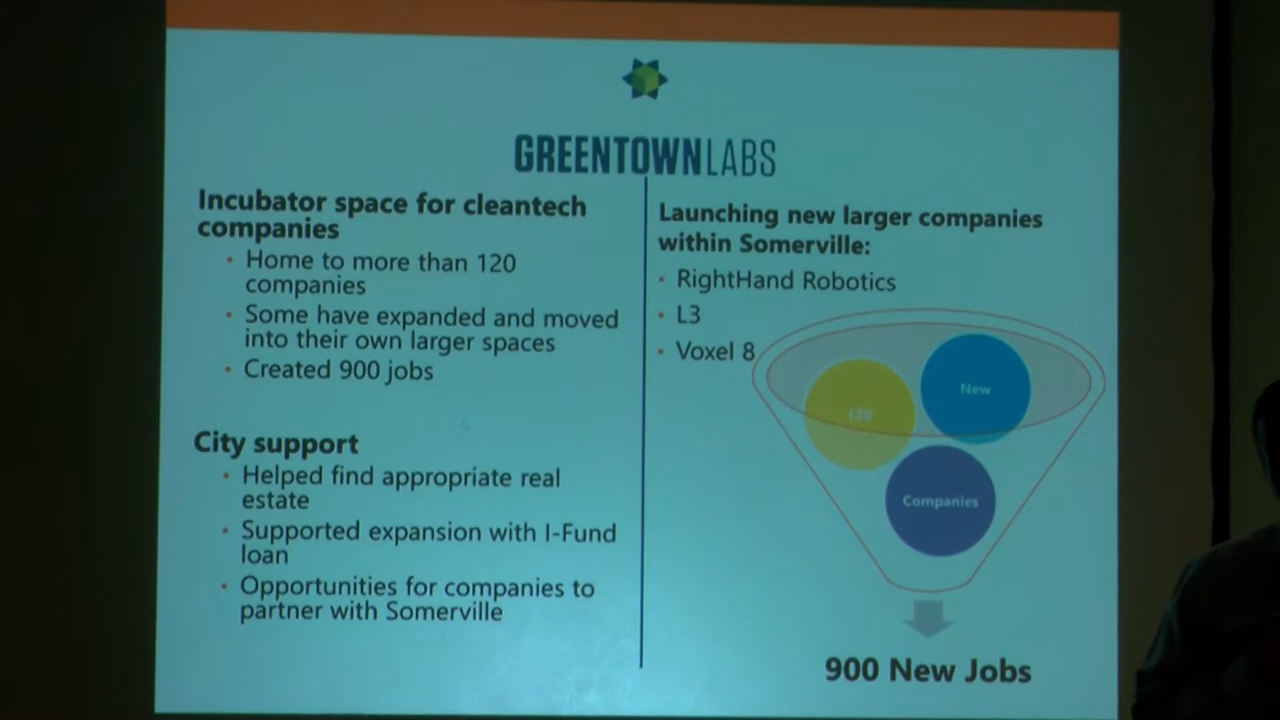 GREENTOWNLABS
Incubator space for cleantech
companies
• Home to more than 120
companies
• Some have expanded and moved
into their own larger spaces
• Created 900 jobs
City support
• Helped find appropriate real
estate
• Supported expansion with I-Fund
loan
• Opportunities for companies to
partner with Somerville
Launching new larger companies
within Somerville:
• RightHand Robotics
• L3
• Voxel 8
120
New
Companies
900 New Jobs